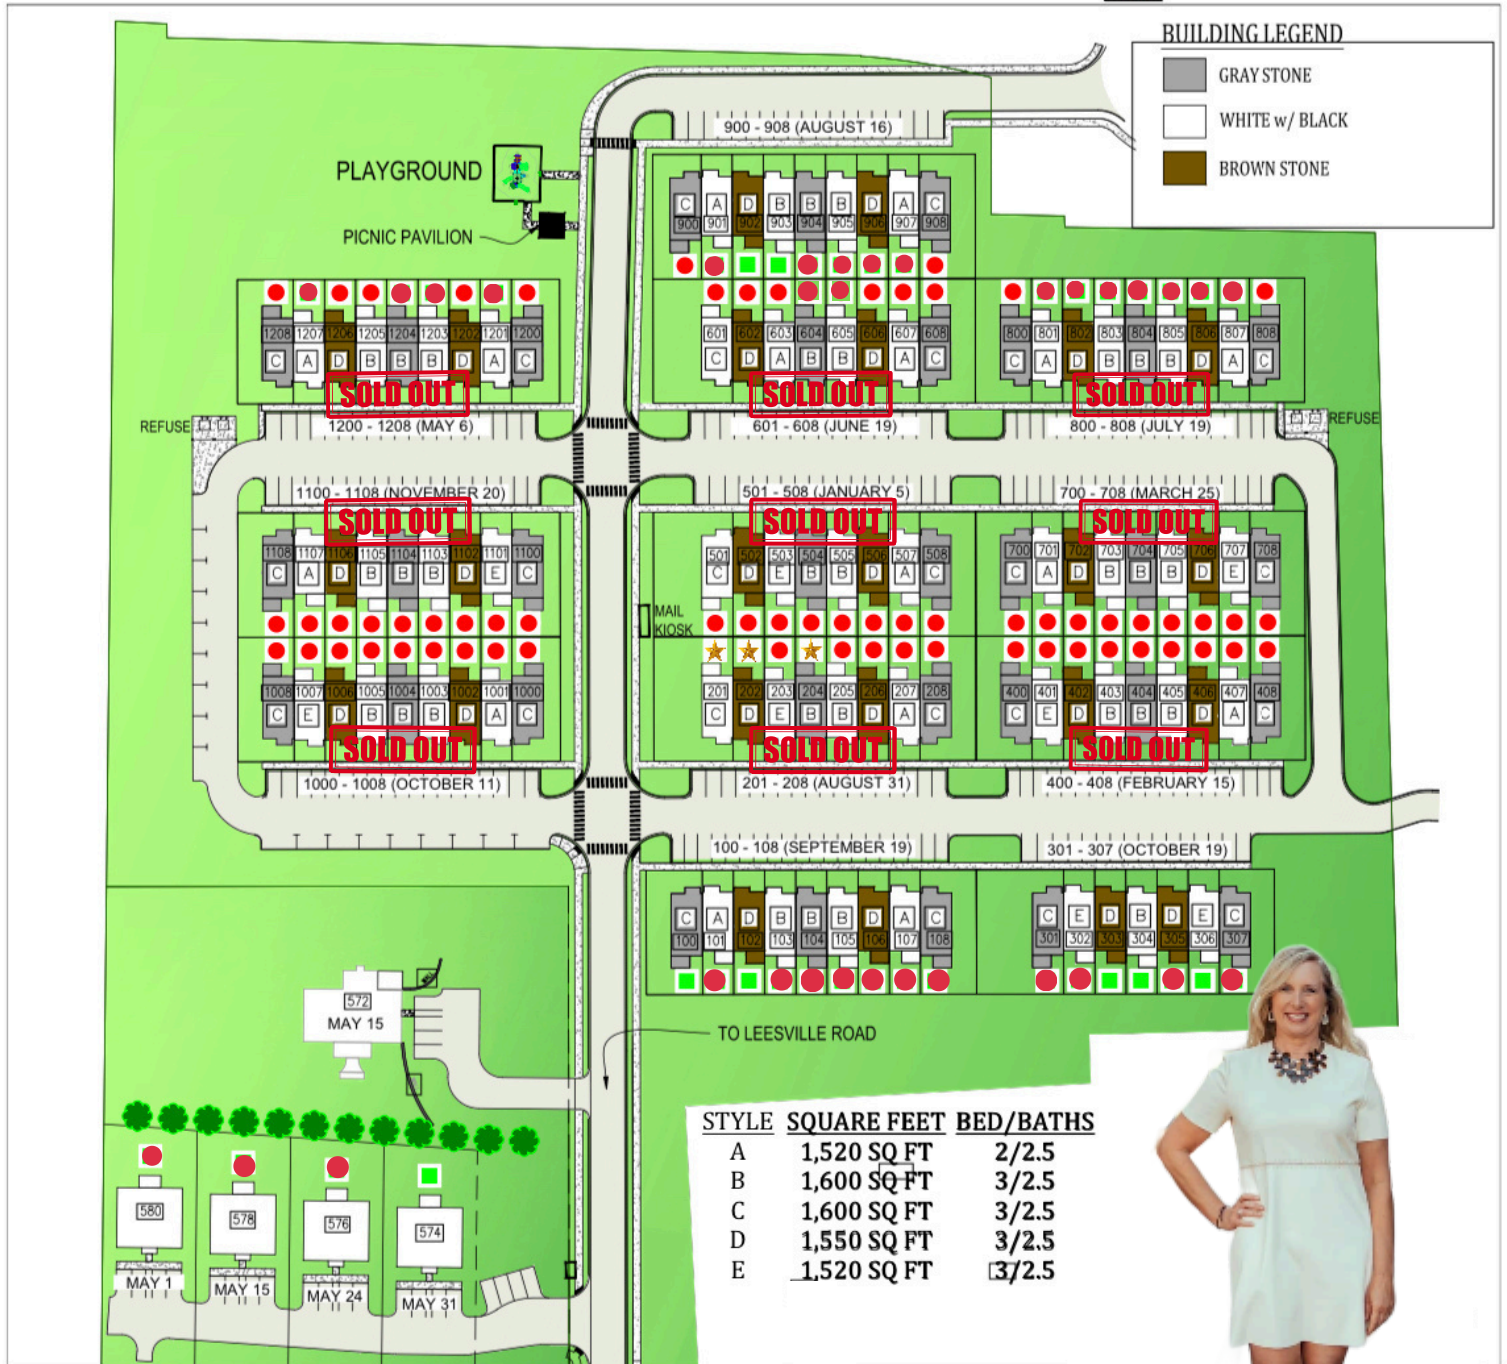 BUILDING LEGEND
GRAY STONE
WHITE w/ BLACK
BROWN STONE
900 - 908 (AUGUST 16)
PLAYGROUND
PICNIC PAVILION
C A D B B B D A C
900 901 902 903 904 905 906 907 908
1208 1207 1206 1205 1204 1203 1202 1201 1200
C A D B B B D A C
SOLD OUT
1200 - 1208 (MAY 6)
601 602 603 604 605 606 607 608
C D A B B D A C
SOLD OUT
601 - 608 (JUNE 19)
800 801 802 803 804 805 806 807 808
C A D B B B D A C
SOLD OUT
800 - 808 (JULY 19)
REFUSE
REFUSE
1100 - 1108 (NOVEMBER 20)
SOLD OUT
1108 1107 1106 1105 1104 1103 1102 1101 1100
C A D B B B D E C
501 - 508 (JANUARY 5)
SOLD OUT
501 502 503 504 505 506 507 508
C D E B B D A C
700 - 708 (MARCH 25)
SOLD OUT
700 701 702 703 704 705 706 707 708
C A D B B B D E C
MAIL
KIOSK
1008 1007 1006 1005 1004 1003 1002 1001 1000
C E D B B B D A C
SOLD OUT
1000 - 1008 (OCTOBER 11)
201 202 203 204 205 206 207 208
C D E B B D A C
SOLD OUT
201 - 208 (AUGUST 31)
400 401 402 403 404 405 406 407 408
C E D B B B D A C
SOLD OUT
400 - 408 (FEBRUARY 15)
100 - 108 (SEPTEMBER 19)
C A D B B B D A C
100 101 102 103 104 105 106 107 108
301 - 307 (OCTOBER 19)
C E D B D E C
301 302 303 304 305 306 307
572
MAY 15
TO LEESVILLE ROAD
580
MAY 1
578
MAY 15
576
MAY 24
574
MAY 31
STYLE SQUARE FEET BED/BATHS
A 1,520 SQ FT 2/2.5
B 1,600 SQ FT 3/2.5
C 1,600 SQ FT 3/2.5
D 1,550 SQ FT 3/2.5
E 1,520 SQ FT 3/2.5